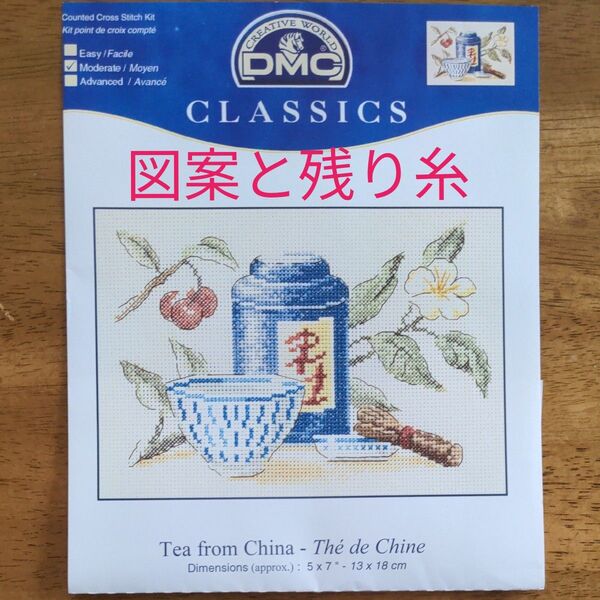 Counted Cross Stitch Kit
Kit point de croix compté
Easy / Facile
Moderate / Moyen
Advanced / Avancé
CREATIVE WORLD
DMC
CLASSICS
図案と残り糸
Tea from China - Thé de Chine
Dimensions (approx.) : 5 x 7" - 13 x 18 cm